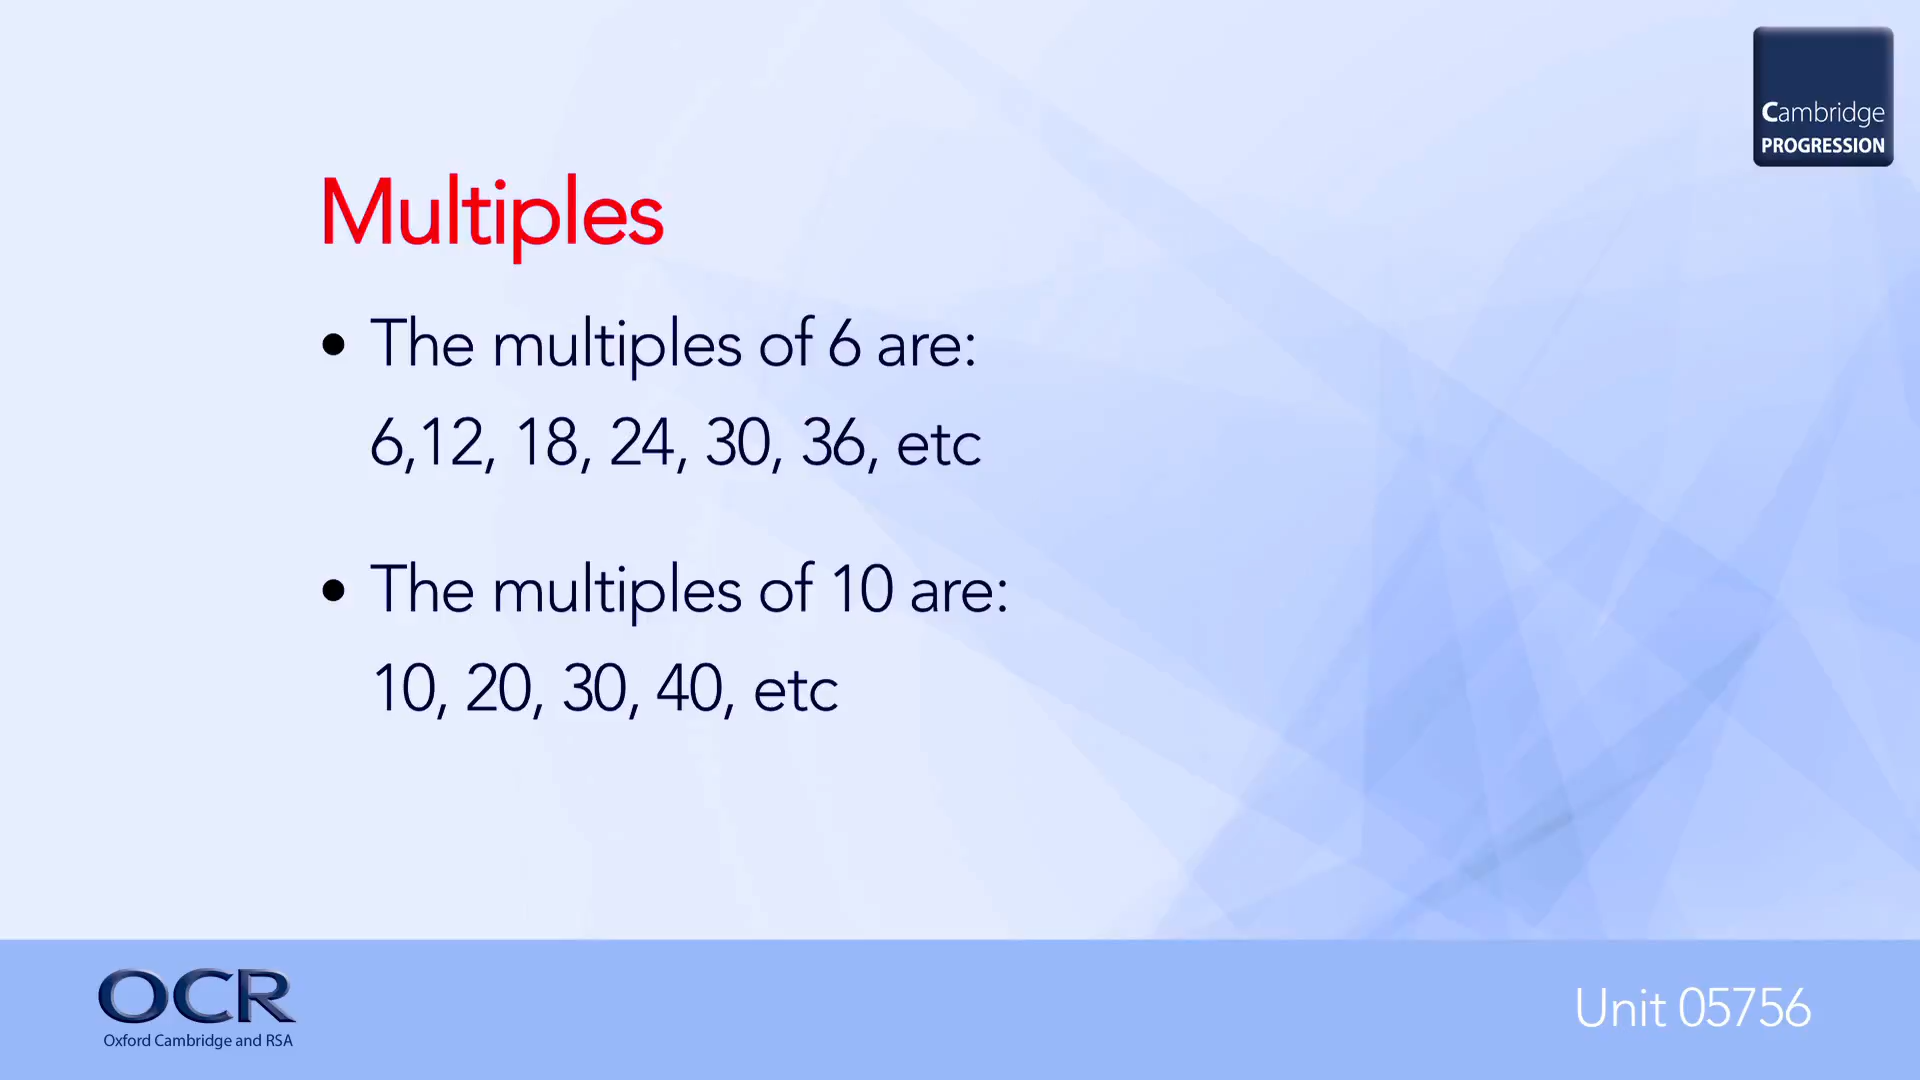 Cambridge
PROGRESSION
Multiples
• The multiples of 6 are:
6,12, 18, 24, 30, 36, etc
• The multiples of 10 are:
10, 20, 30, 40, etc
OCR
Oxford Cambridge and RSA
Unit 05756